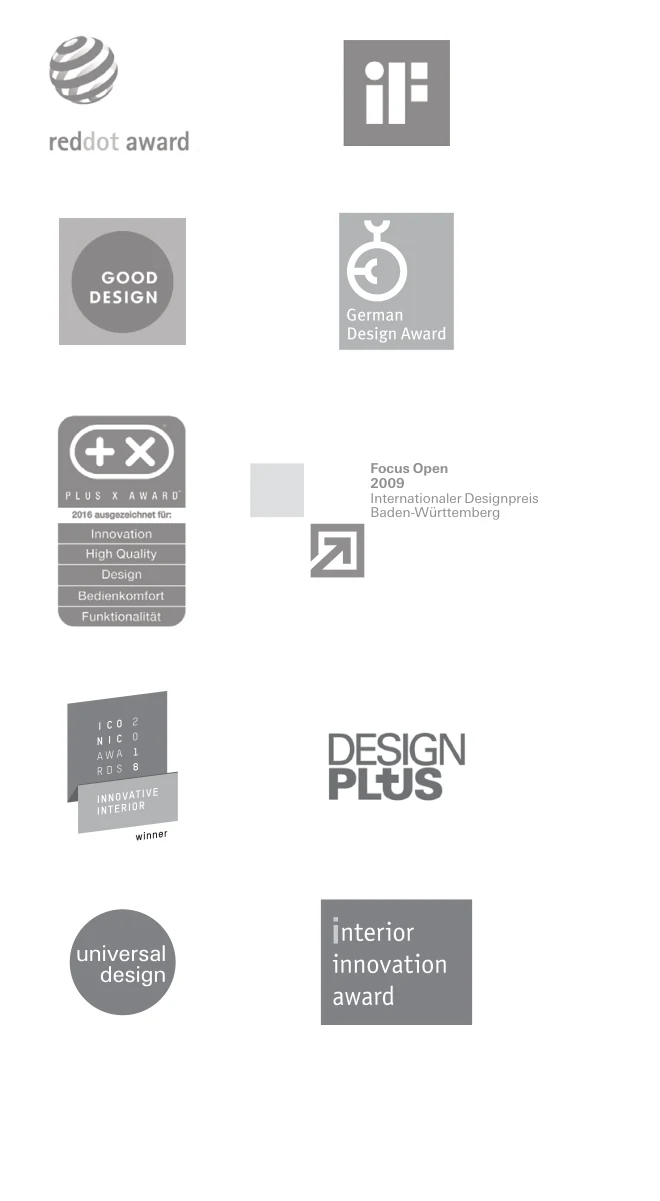 reddot award
iF
GOOD
DESIGN
German
Design Award
+X
PLUS X AWARD
2016 ausgezeichnet für:
Innovation
High Quality
Design
Bedienkomfort
Funktionalität
Focus Open
2009
Internationaler Designpreis
Baden-Württemberg
ICO 2
NIC 0
AWA 1
RDS 8
INNOVATIVE
INTERIOR
winner
DESIGN
PLUS
universal
design
interior
innovation
award